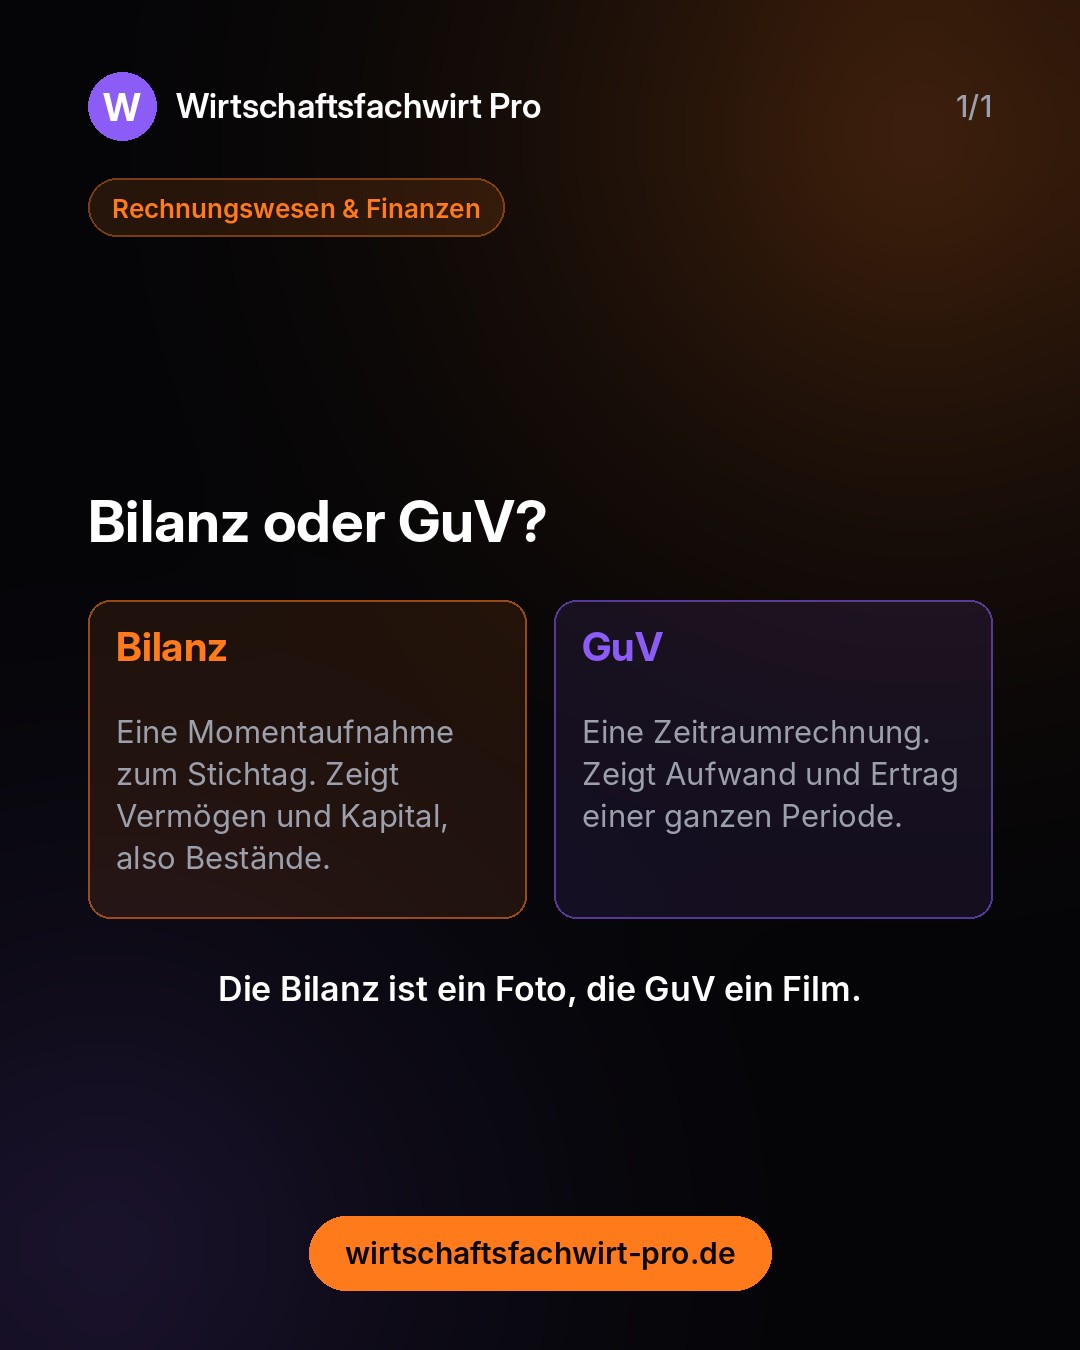 W Wirtschaftsfachwirt Pro 1/1
Rechnungswesen & Finanzen
Bilanz oder GuV?
Bilanz
Eine Momentaufnahme
zum Stichtag. Zeigt
Vermögen und Kapital,
also Bestände.
GuV
Eine Zeitraumrechnung.
Zeigt Aufwand und Ertrag
einer ganzen Periode.
Die Bilanz ist ein Foto, die GuV ein Film.
wirtschaftsfachwirt-pro.de